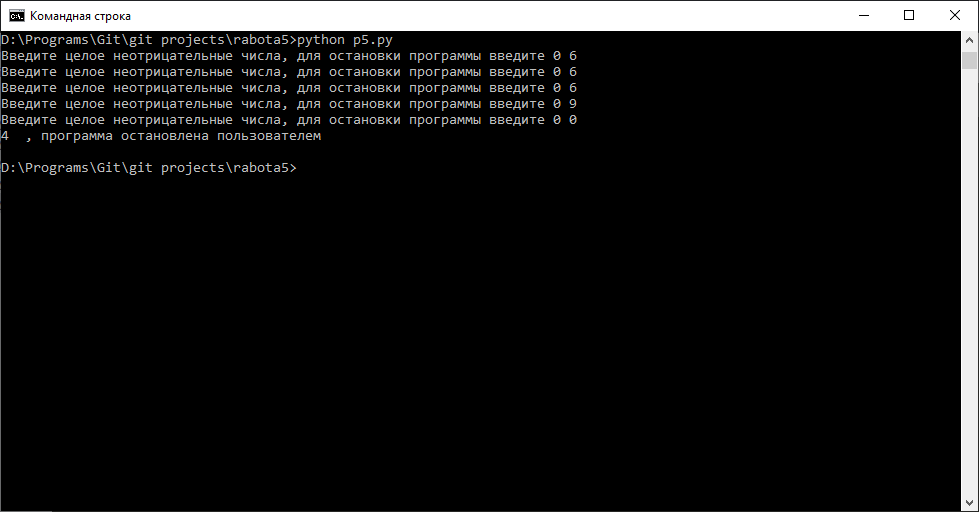 Командная строка
D:\Programs\Git\git projects\rabota5>python p5.py
Введите целое неотрицательные числа, для остановки программы введите 0 6
Введите целое неотрицательные числа, для остановки программы введите 0 6
Введите целое неотрицательные числа, для остановки программы введите 0 6
Введите целое неотрицательные числа, для остановки программы введите 0 9
Введите целое неотрицательные числа, для остановки программы введите 0 0
4  , программа остановлена пользователем
D:\Programs\Git\git projects\rabota5>